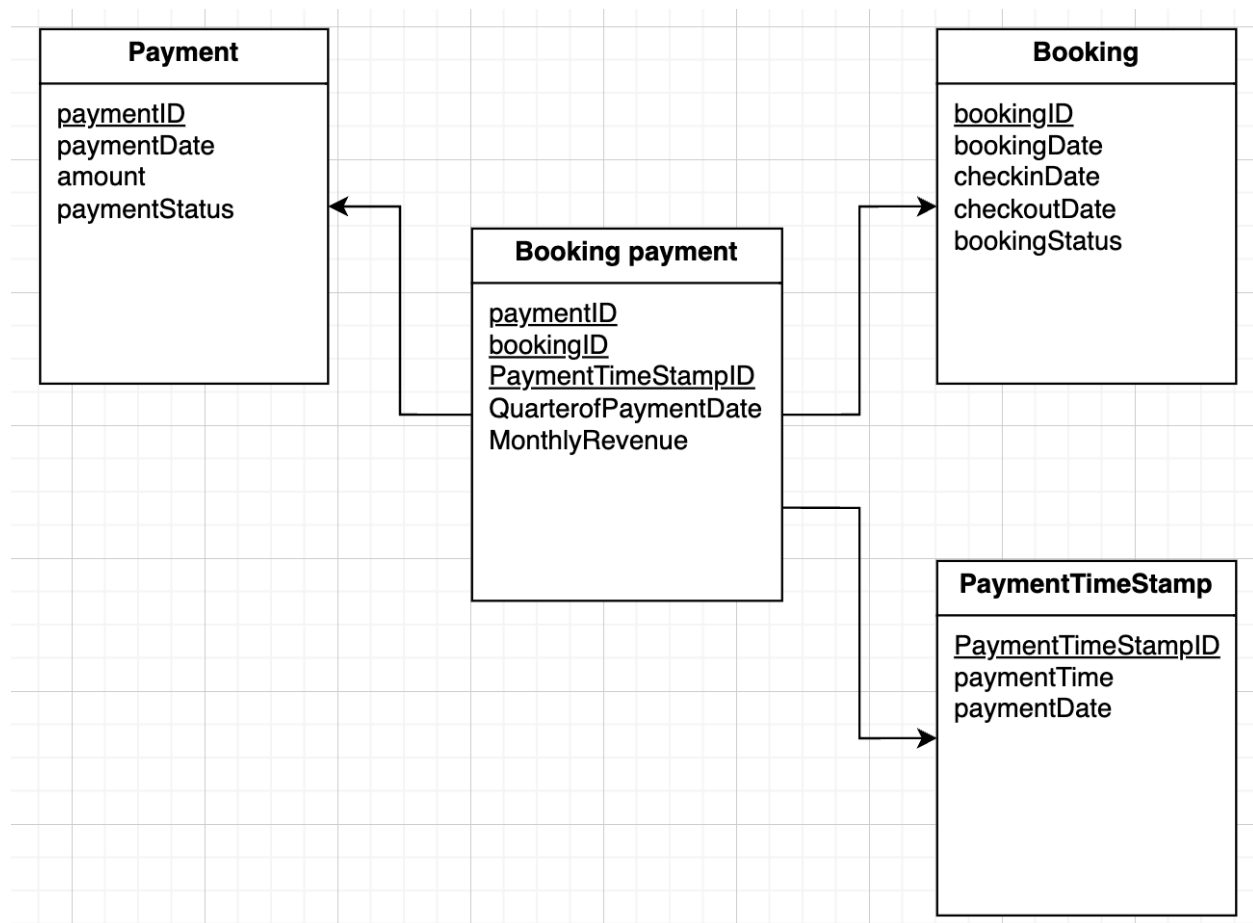 Payment
paymentID
paymentDate
amount
paymentStatus
Booking
bookingID
bookingDate
checkinDate
checkoutDate
bookingStatus
Booking payment
paymentID
bookingID
PaymentTimeStampID
QuarterofPaymentDate
MonthlyRevenue
PaymentTimeStamp
PaymentTimeStampID
paymentTime
paymentDate